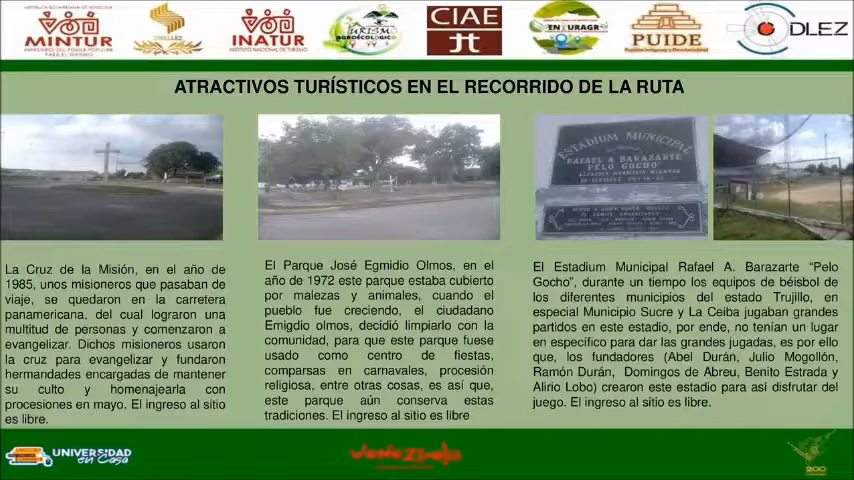 MINTUR
INATUR
INSTITUTO NACIONAL DE TURISMO
TURISMO
AGROECOLÓGICO
CIAE
PUIDE
DLEZ
ATRACTIVOS TURÍSTICOS EN EL RECORRIDO DE LA RUTA
ESTADIUM MUNICIPAL
RAFAEL A BARAZARTE
PELO GOCHO
La Cruz de la Misión, en el año de
1985, unos misioneros que pasaban de
viaje, se quedaron en la carretera
panamericana, del cual lograron una
multitud de personas y comenzaron a
evangelizar. Dichos misioneros usaron
la cruz para evangelizar y fundaron
hermandades encargadas de mantener
su culto y homenajearla con
procesiones en mayo. El ingreso al sitio
es libre.
El Parque José Egmidio Olmos, en el
año de 1972 este parque estaba cubierto
por malezas y animales, cuando el
pueblo fue creciendo, el ciudadano
Emigdio olmos, decidió limpiarlo con la
comunidad, para que este parque fuese
usado como centro de fiestas,
comparsas en carnavales, procesión
religiosa, entre otras cosas, es así que,
este parque aún conserva estas
tradiciones. El ingreso al sitio es libre
El Estadium Municipal Rafael A. Barazarte “Pelo
Gocho”, durante un tiempo los equipos de béisbol de
los diferentes municipios del estado Trujillo, en
especial Municipio Sucre y La Ceiba jugaban grandes
partidos en este estadio, por ende, no tenían un lugar
en específico para dar las grandes jugadas, es por ello
que, los fundadores (Abel Durán, Julio Mogollón,
Ramón Durán, Domingos de Abreu, Benito Estrada y
Alirio Lobo) crearon este estadio para así disfrutar del
juego. El ingreso al sitio es libre.
UNIVERSIDAD
en Casa
Venezuela
200